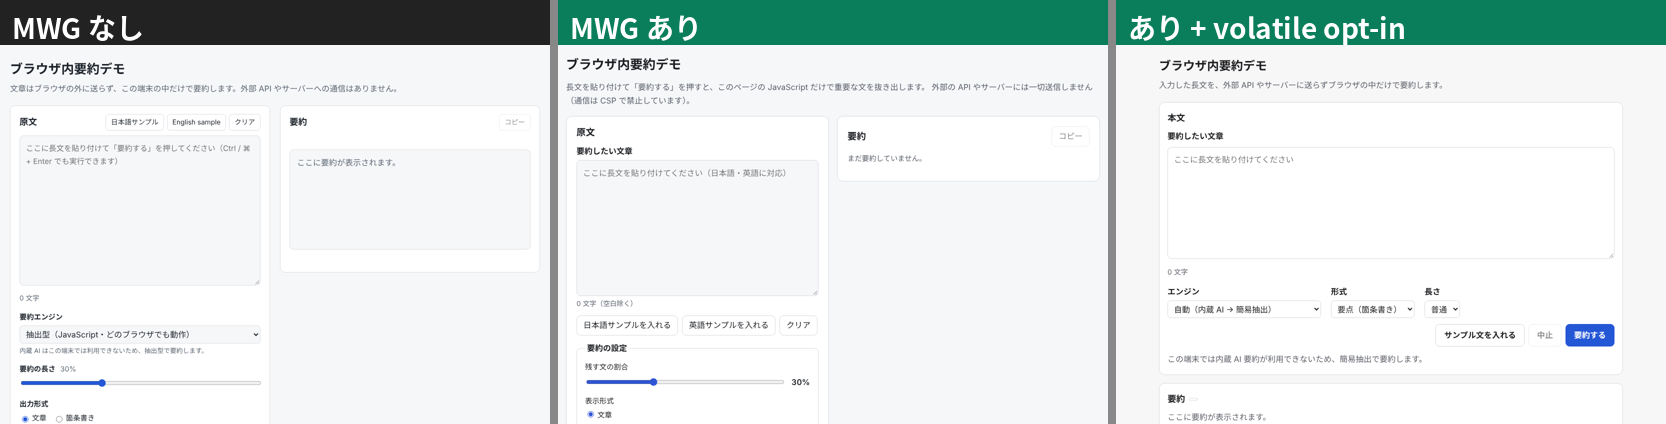 MWG なし
ブラウザ内要約デモ
文章はブラウザの外に送らず、この端末の中だけで要約します。外部 API やサーバーへの通信はありません。
原文
日本語サンプル
English sample
クリア
ここに長文を貼り付けて「要約する」を押してください（Ctrl / ⌘
+ Enter でも実行できます）
0 文字
要約エンジン
抽出型（JavaScript・どのブラウザでも動作）
内蔵 AI はこの端末では利用できないため、抽出型で要約します。
要約の長さ 30%
出力形式
文章 箇条書き
要約
コピー
ここに要約が表示されます。
MWG あり
ブラウザ内要約デモ
長文を貼り付けて「要約する」を押すと、このページの JavaScript だけで重要な文を抜き出します。 外部の API やサーバーには一切送信しません
（通信は CSP で禁止しています）。
原文
要約したい文章
ここに長文を貼り付けてください（日本語・英語に対応）
0 文字（空白除く）
日本語サンプルを入れる
英語サンプルを入れる
クリア
要約の設定
残す文の割合
30%
表示形式
文章
要約
コピー
まだ要約していません。
あり + volatile opt-in
ブラウザ内要約デモ
入力した長文を、外部 API やサーバーに送らずブラウザの中だけで要約します。
本文
要約したい文章
ここに長文を貼り付けてください
0 文字
エンジン 形式 長さ
自動（内蔵 AI → 簡易抽出） 要点（箇条書き） 普通
サンプル文を入れる
中止
要約する
この端末では内蔵 AI 要約が利用できないため、簡易抽出で要約します。
要約
ここに要約が表示されます。